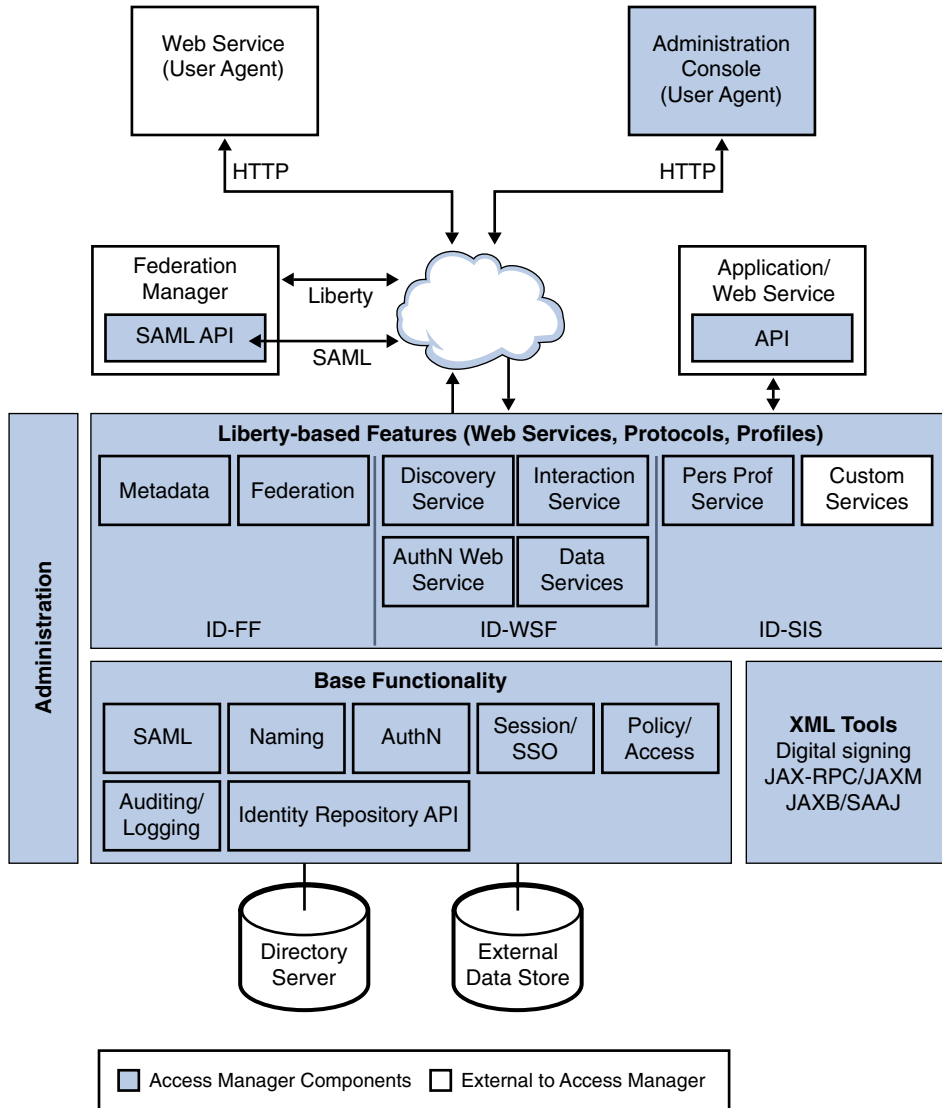 Web Service
(User Agent)
Administration
Console
(User Agent)
HTTP
HTTP
Federation
Manager
SAML API
Liberty
SAML
Application/
Web Service
API
Administration
Liberty-based Features (Web Services, Protocols, Profiles)
Metadata
Federation
Discovery
Service
Interaction
Service
Pers Prof
Service
Custom
Services
AuthN Web
Service
Data
Services
ID-FF
ID-WSF
ID-SIS
Base Functionality
SAML
Naming
AuthN
Session/
SSO
Policy/
Access
Auditing/
Logging
Identity Repository API
XML Tools
Digital signing
JAX-RPC/JAXM
JAXB/SAAJ
Directory
Server
External
Data Store
Access Manager Components
External to Access Manager